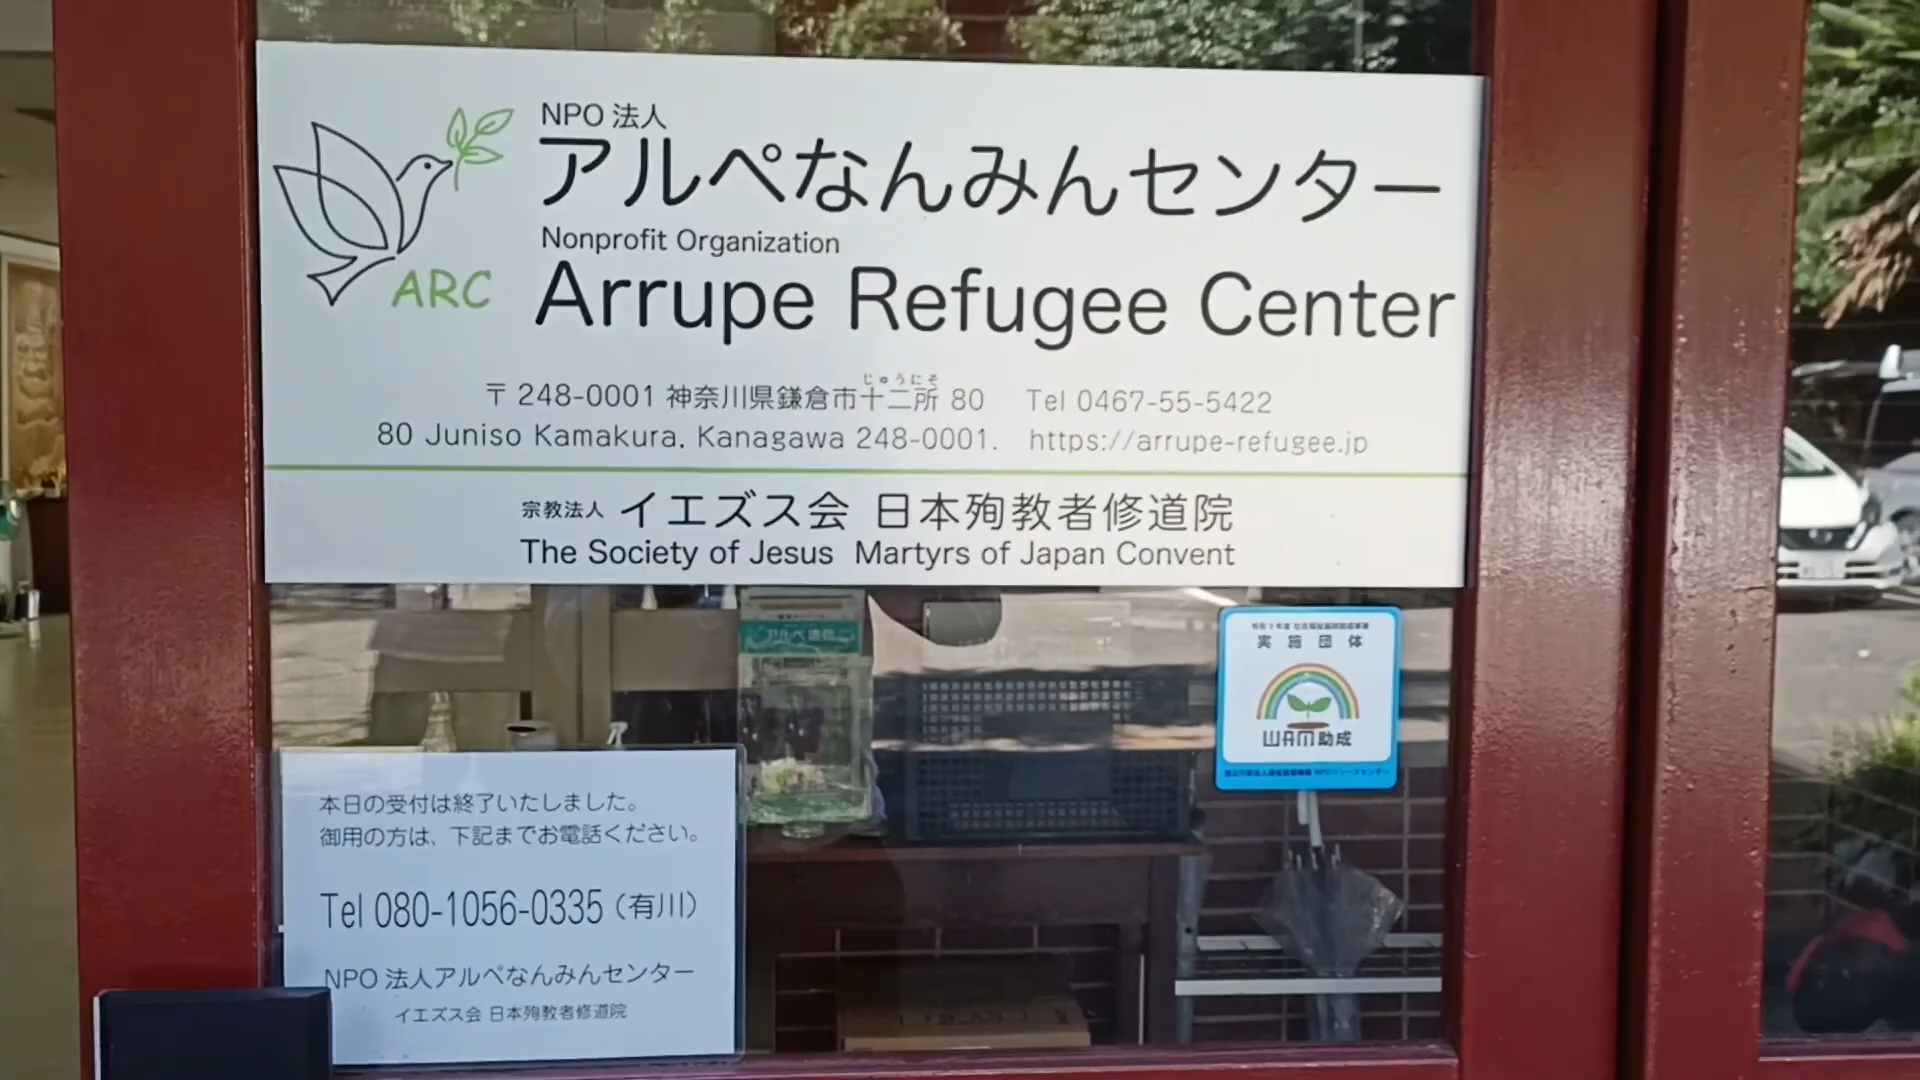 NPO 法人
アルペなんみんセンター
Nonprofit Organization
Arrupe Refugee Center
ARC
じゅうにそ
〒248-0001 神奈川県鎌倉市十二所 80 Tel 0467-55-5422
80 Juniso Kamakura, Kanagawa 248-0001. https://arrupe-refugee.jp
宗教法人 イエズス会 日本殉教者修道院
The Society of Jesus Martyrs of Japan Convent
アルペ通信
実施団体
WAM助成
本日の受付は終了いたしました。
御用の方は、下記までお電話ください。
Tel 080-1056-0335（有川）
NPO 法人アルペなんみんセンター
イエズス会 日本殉教者修道院